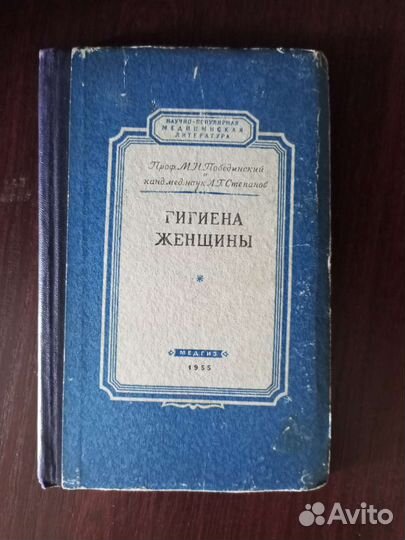 НАУЧНО-ПОПУЛЯРНАЯ
МЕДИЦИНСКАЯ
ЛИТЕРАТУРА
Проф. М.Н. Побединский
и
канд. мед. наук Л.Г. Степанов
ГИГИЕНА
ЖЕНЩИНЫ
МЕДГИЗ
1955
Avito